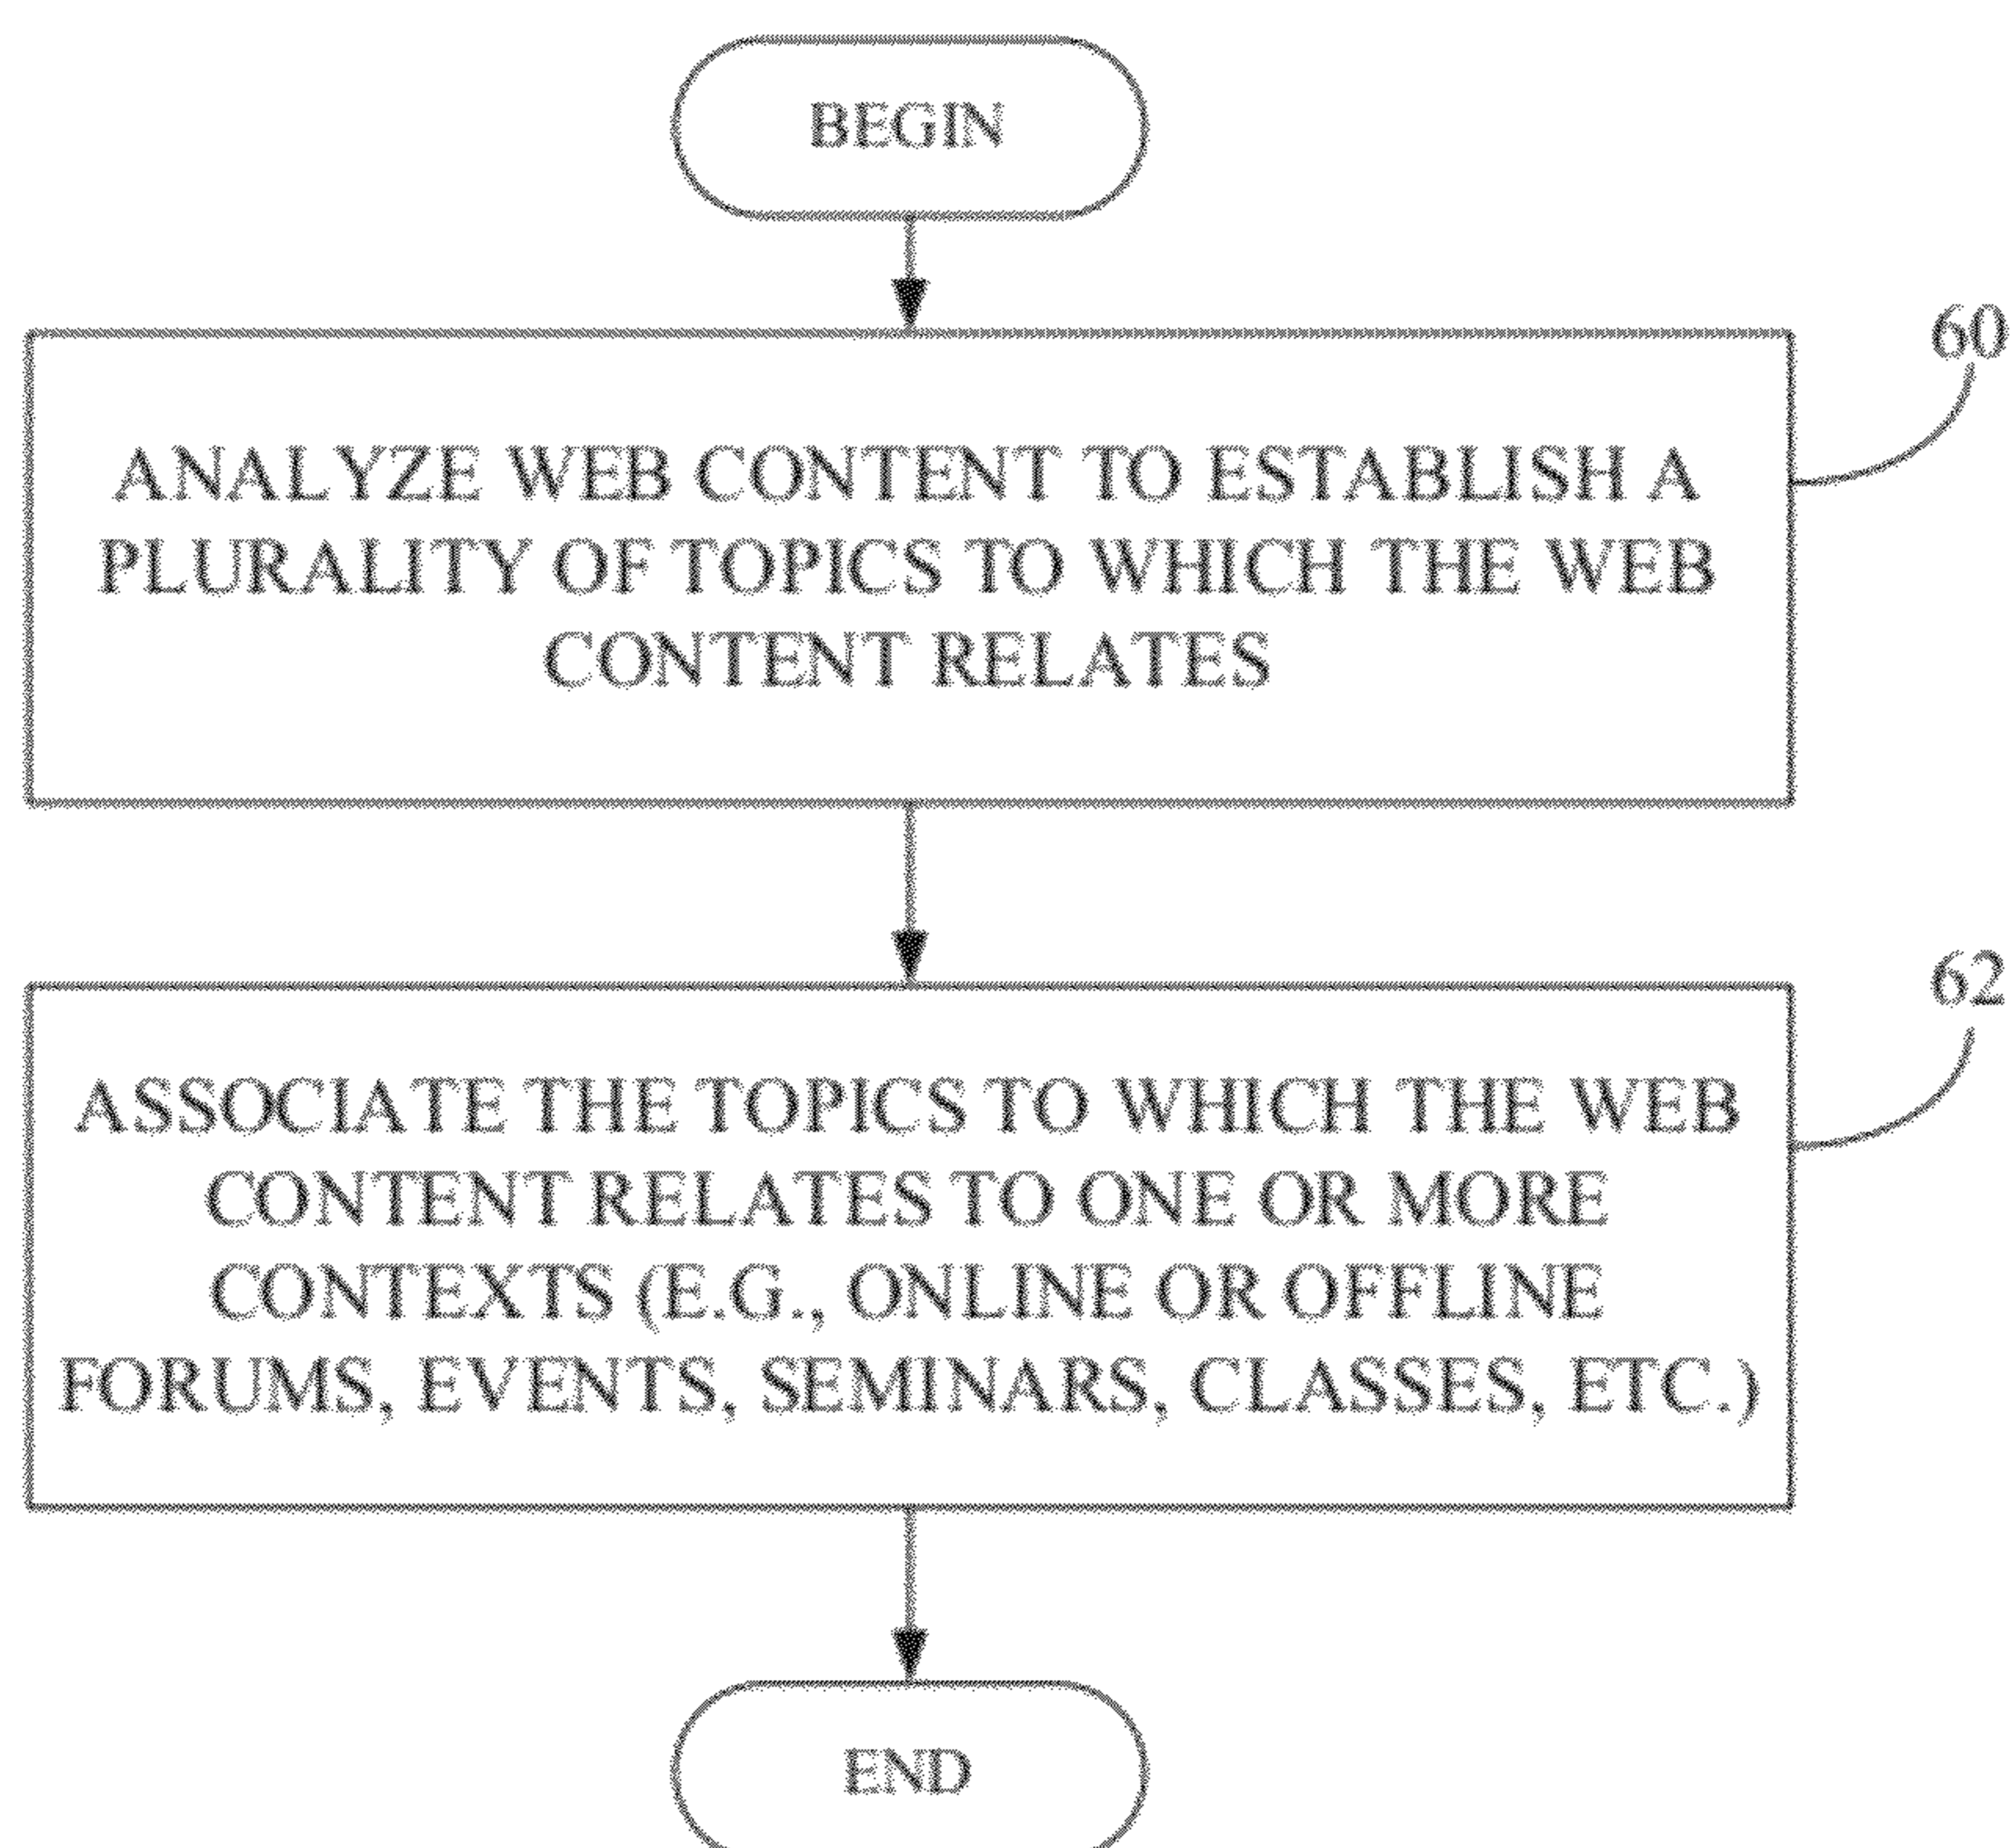 BEGIN
60
ANALYZE WEB CONTENT TO ESTABLISH A
PLURALITY OF TOPICS TO WHICH THE WEB
CONTENT RELATES
62
ASSOCIATE THE TOPICS TO WHICH THE WEB
CONTENT RELATES TO ONE OR MORE
CONTEXTS (E.G., ONLINE OR OFFLINE
FORUMS, EVENTS, SEMINARS, CLASSES, ETC.)
END